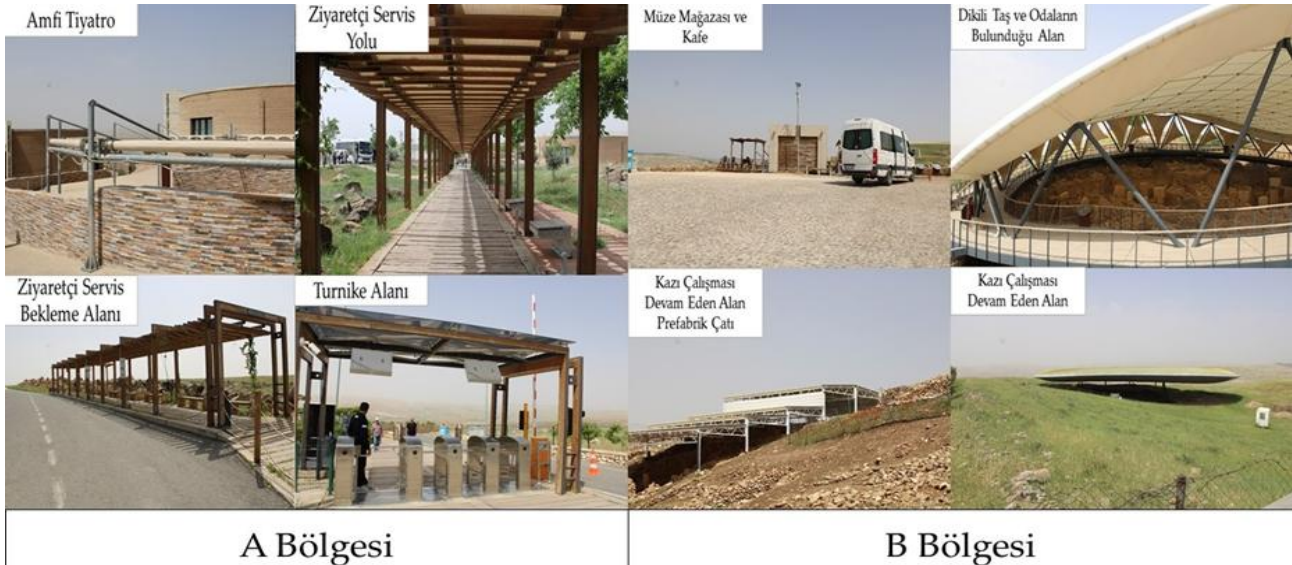 Amfi Tiyatro
Ziyaretçi Servis
Yolu
Müze Mağazası ve
Kafe
Dikili Taş ve Odaların
Bulunduğu Alan
Ziyaretçi Servis
Bekleme Alanı
Turnike Alanı
Kazı Çalışması
Devam Eden Alan
Prefabrik Çatı
Kazı Çalışması
Devam Eden Alan
A Bölgesi
B Bölgesi